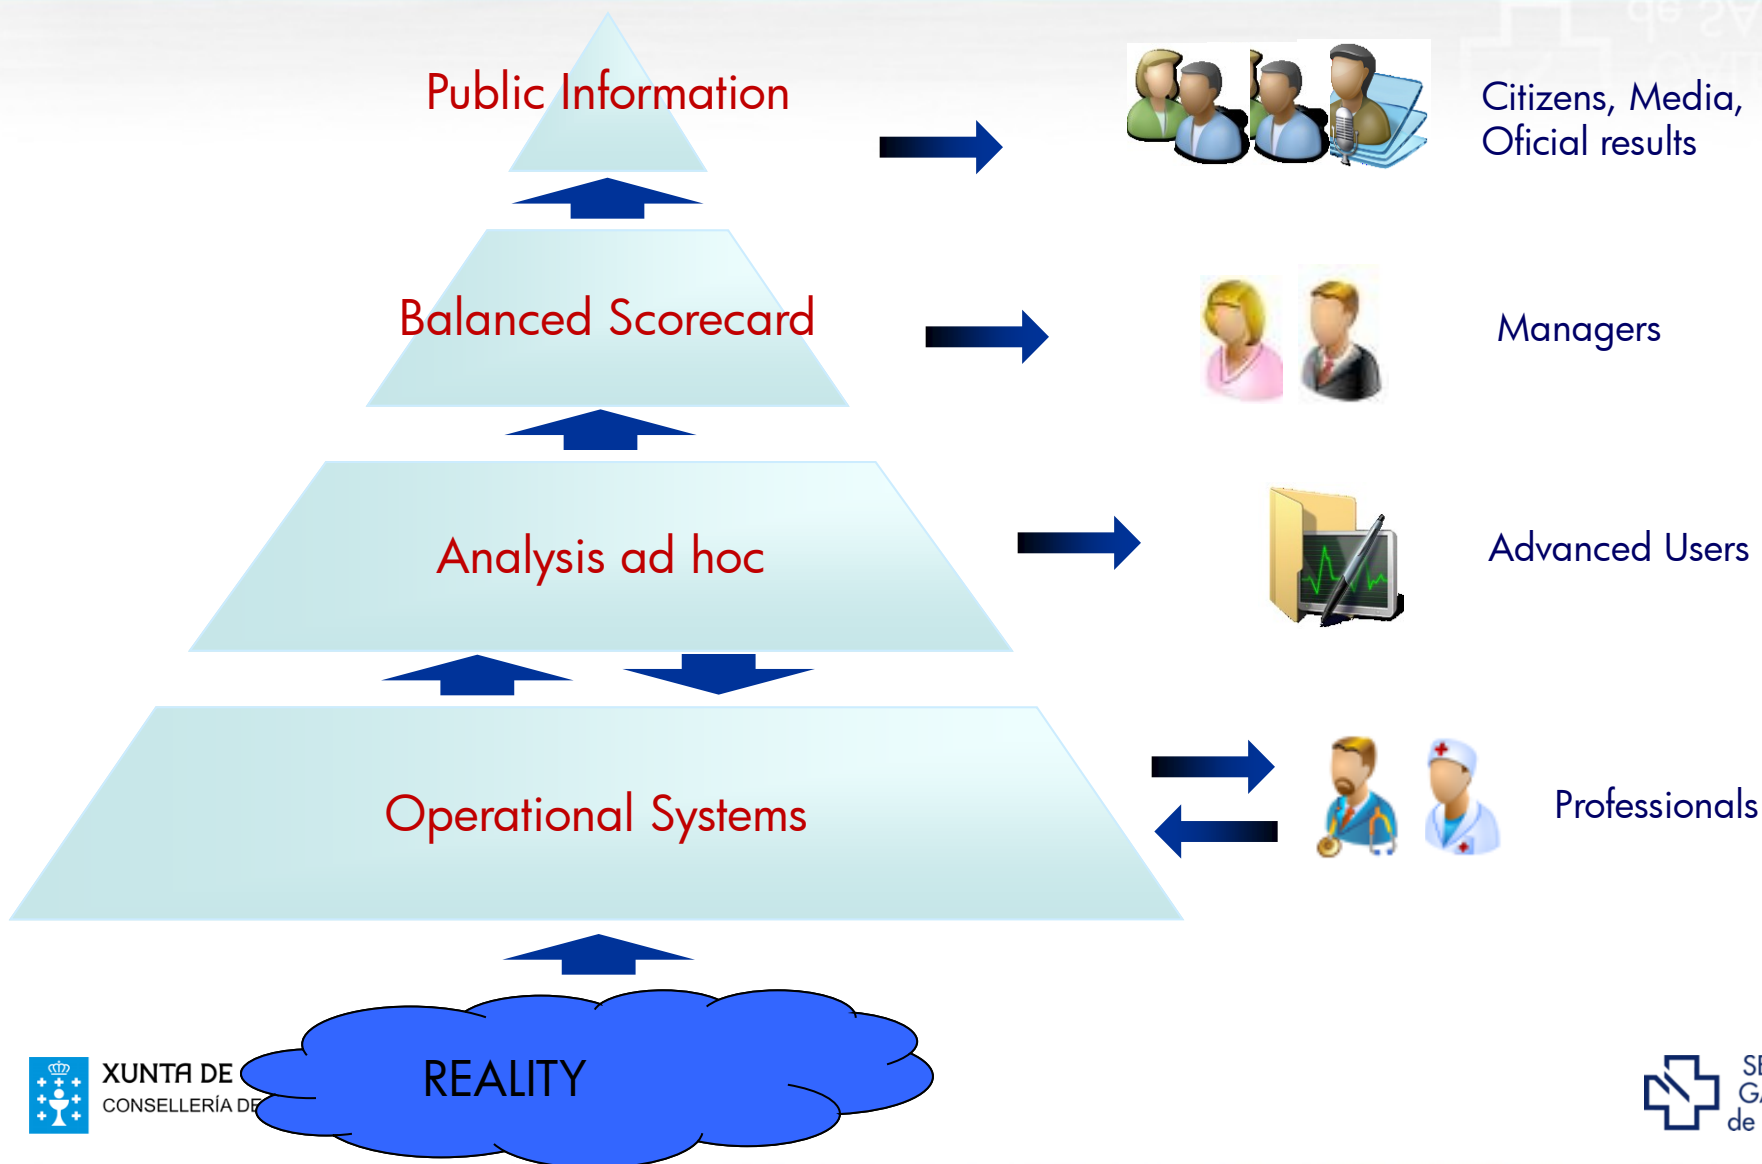 Public Information
Citizens, Media,
Oficial results
Balanced Scorecard
Managers
Analysis ad hoc
Advanced Users
Operational Systems
Professionals
REALITY
XUNTA DE
CONSELLERÍA DE
de